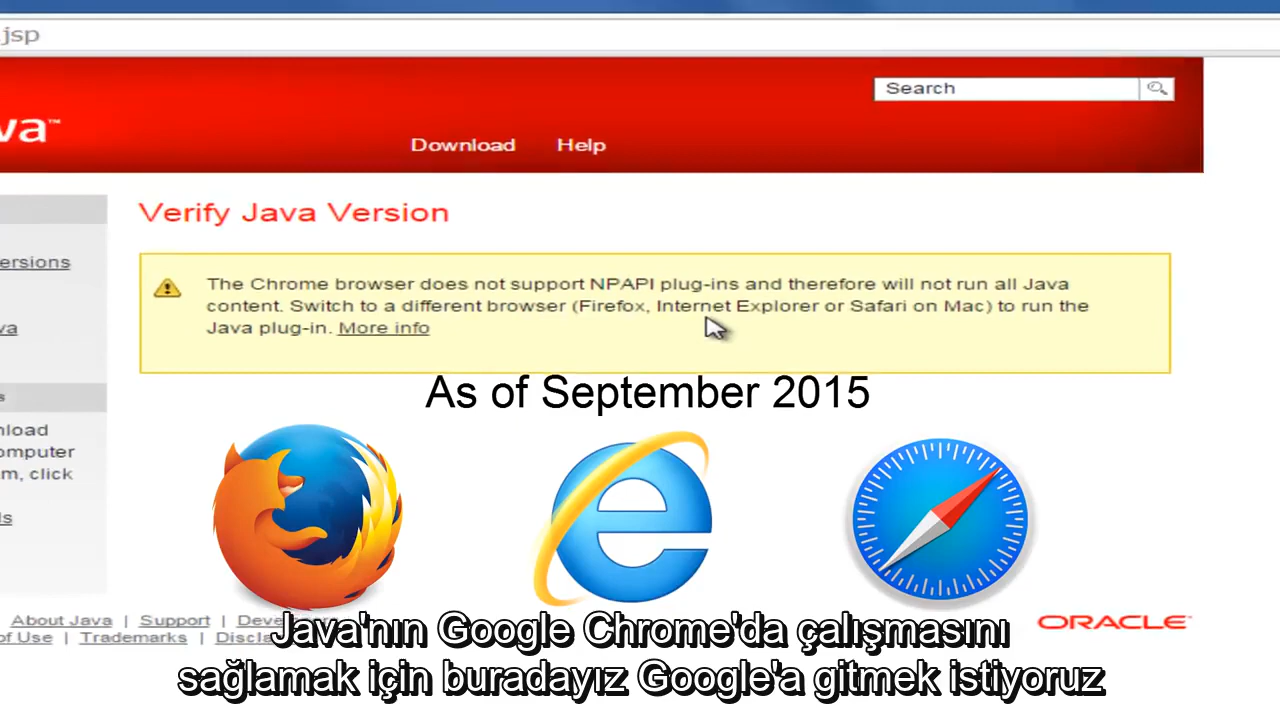 .jsp
Search
va™
Download Help
Verify Java Version
ersions
The Chrome browser does not support NPAPI plug-ins and therefore will not run all Java
content. Switch to a different browser (Firefox, Internet Explorer or Safari on Mac) to run the
Java plug-in. More info
va
As of September 2015
s
nload
omputer
m, click
ls
About Java | Support |
of Use | Trademarks |
ORACLE
Java'nın Google Chrome'da çalışmasını
sağlamak için buradayız Google'a gitmek istiyoruz